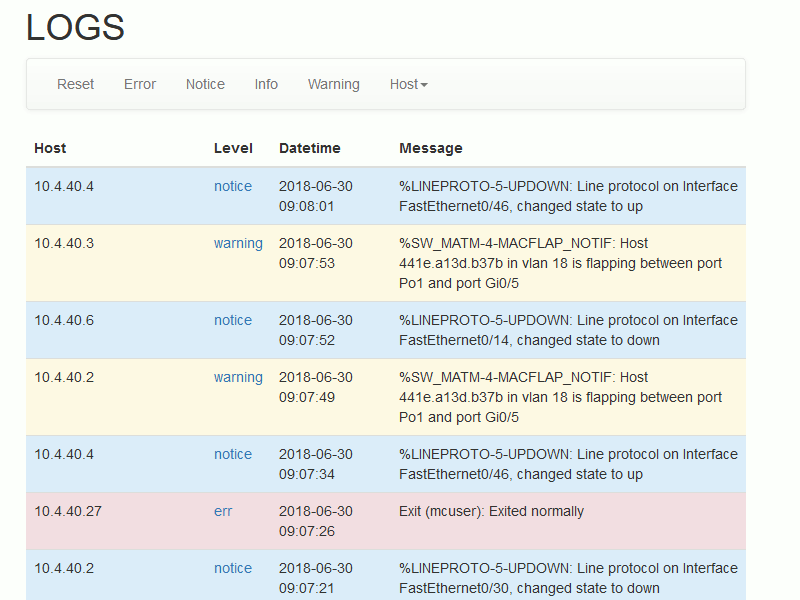 LOGS
Reset Error Notice Info Warning Host
Host Level Datetime Message
10.4.40.4 notice 2018-06-30 %LINEPROTO-5-UPDOWN: Line protocol on Interface
09:08:01 FastEthernet0/46, changed state to up
10.4.40.3 warning 2018-06-30 %SW_MATM-4-MACFLAP_NOTIF: Host
09:07:53 441e.a13d.b37b in vlan 18 is flapping between port
Po1 and port Gi0/5
10.4.40.6 notice 2018-06-30 %LINEPROTO-5-UPDOWN: Line protocol on Interface
09:07:52 FastEthernet0/14, changed state to down
10.4.40.2 warning 2018-06-30 %SW_MATM-4-MACFLAP_NOTIF: Host
09:07:49 441e.a13d.b37b in vlan 18 is flapping between port
Po1 and port Gi0/5
10.4.40.4 notice 2018-06-30 %LINEPROTO-5-UPDOWN: Line protocol on Interface
09:07:34 FastEthernet0/46, changed state to up
10.4.40.27 err 2018-06-30 Exit (mcuser): Exited normally
09:07:26
10.4.40.2 notice 2018-06-30 %LINEPROTO-5-UPDOWN: Line protocol on Interface
09:07:21 FastEthernet0/30, changed state to down